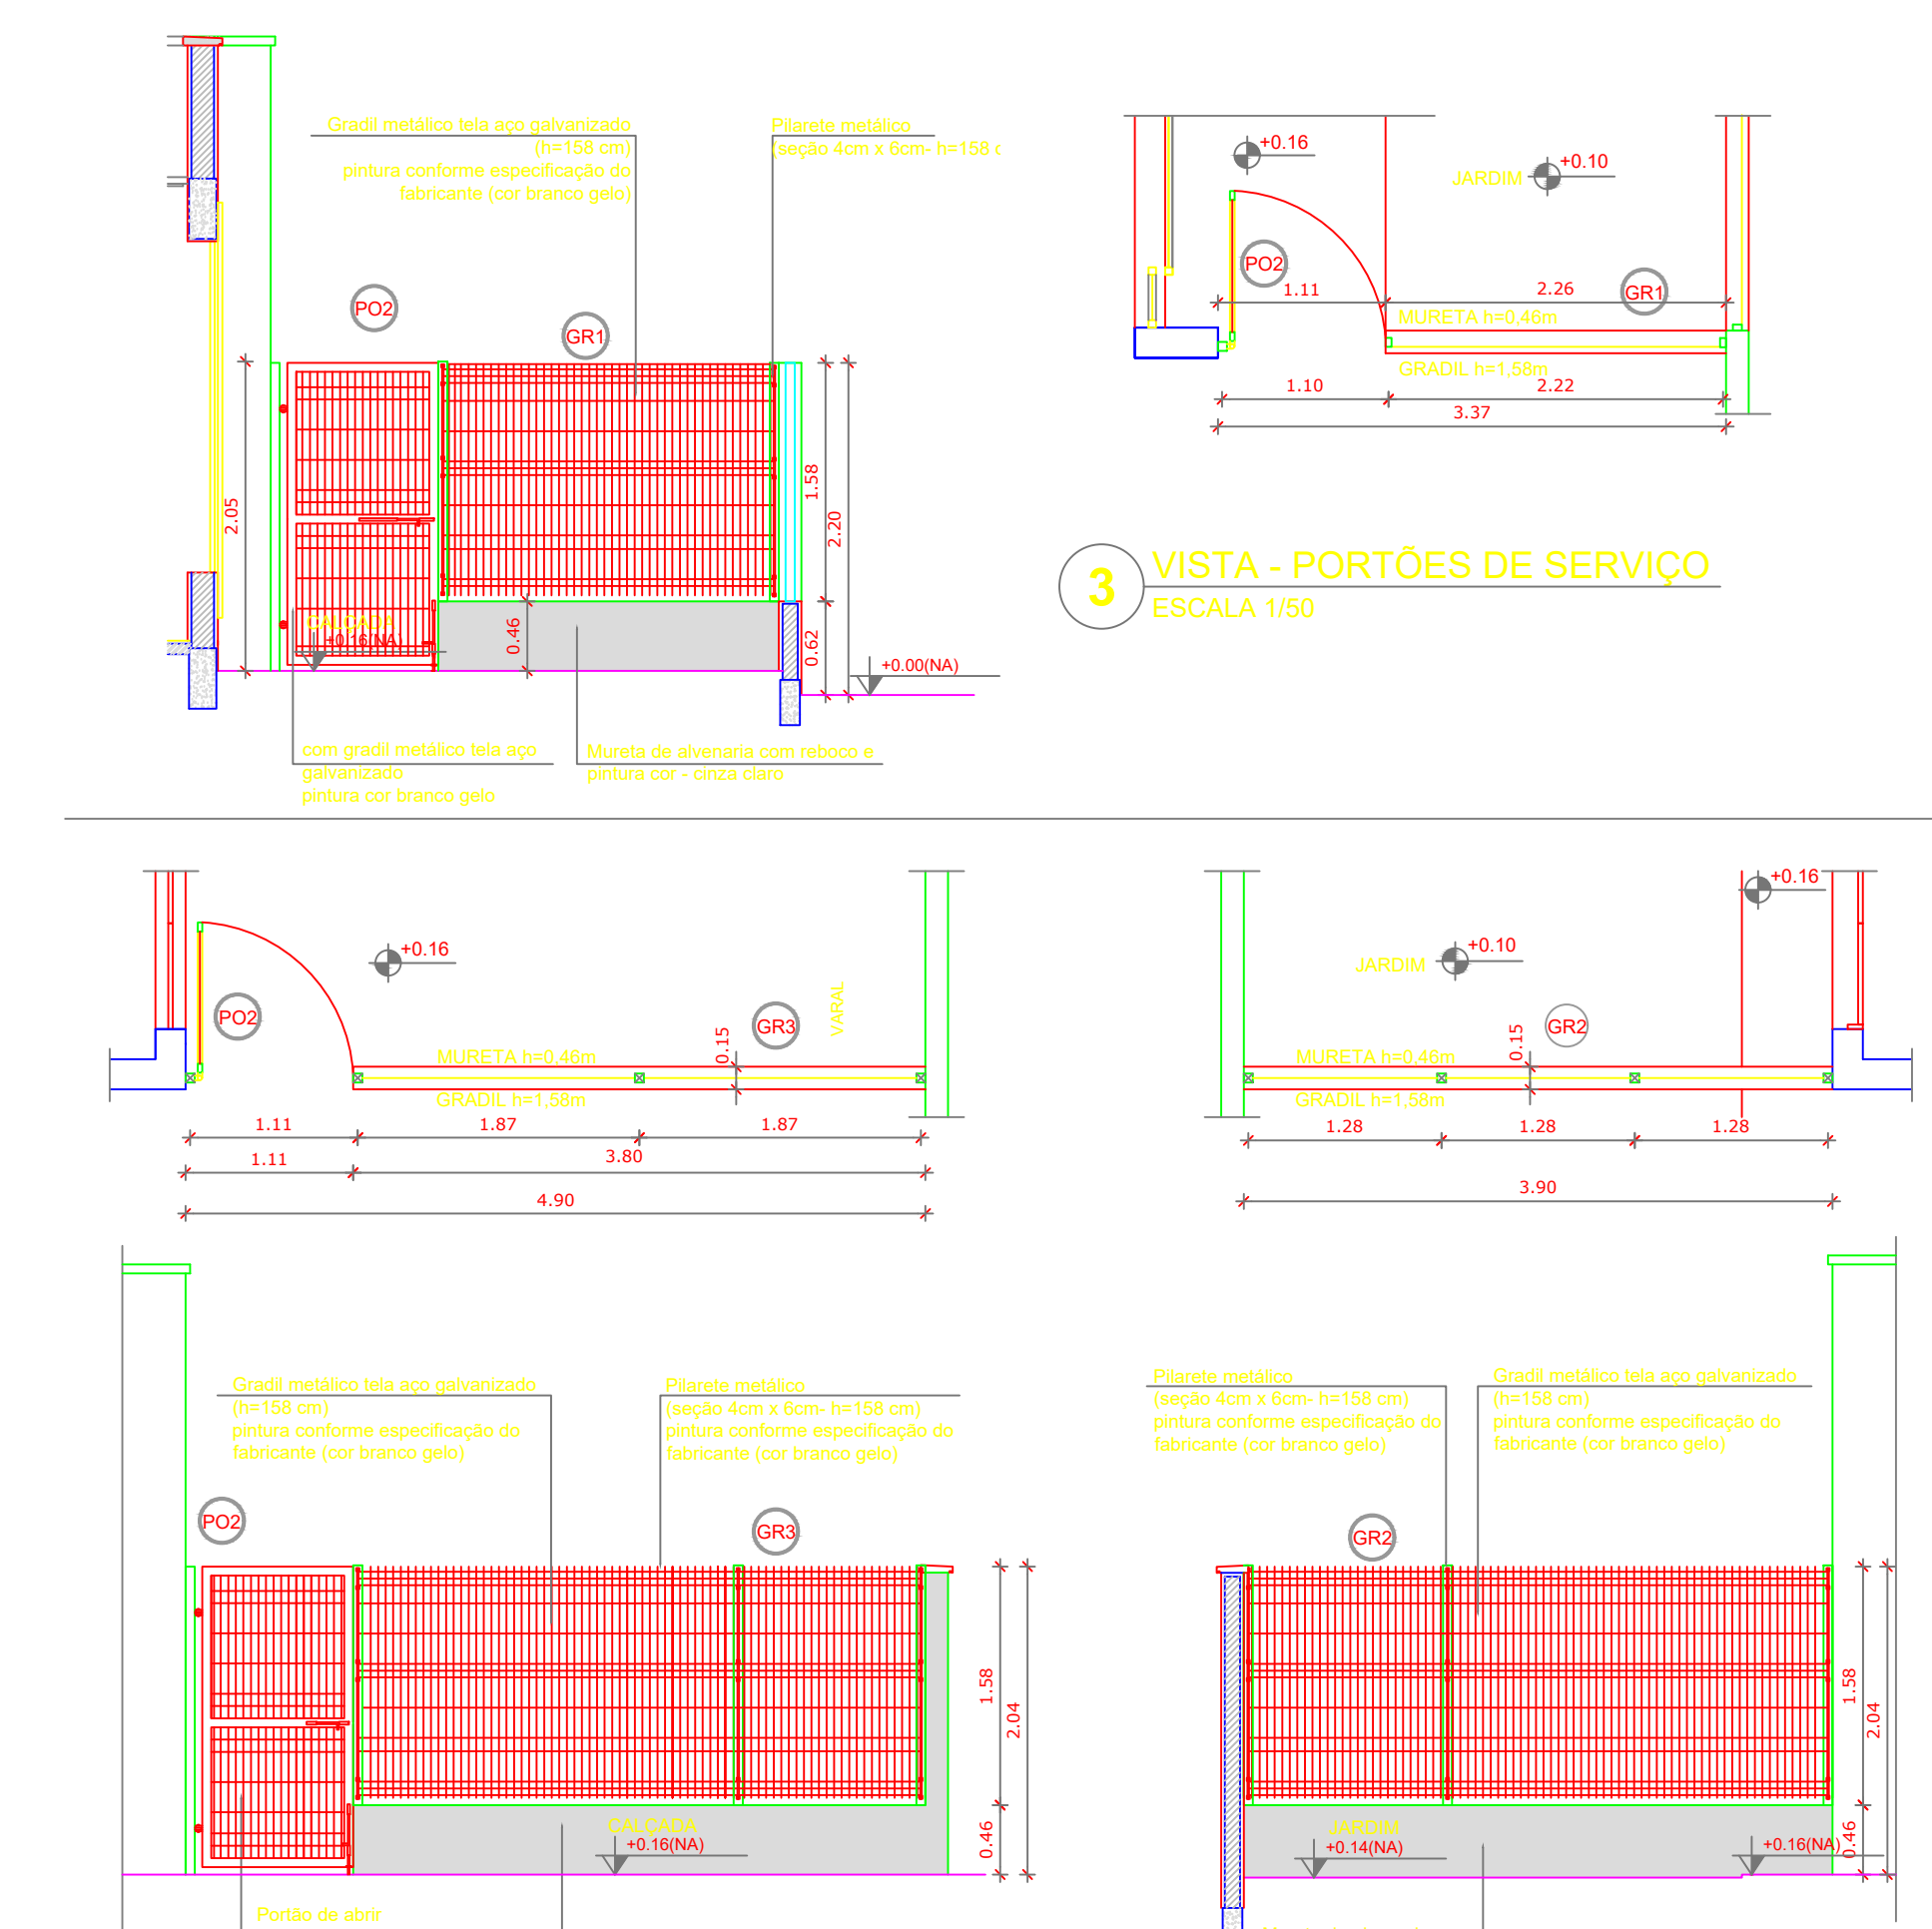 Gradil metálico tela aço galvanizado
(h=158 cm)
pintura conforme especificação do
fabricante (cor branco gelo)
Pilarete metálico
(seção 4cm x 6cm- h=158 c
PO2
GR1
2.05
1.58
2.20
0.46
0.62
CALÇADA
+0.16(NA)
+0.00(NA)
com gradil metálico tela aço
galvanizado
pintura cor branco gelo
Mureta de alvenaria com reboco e
pintura cor - cinza claro
+0.16
JARDIM
+0.10
PO2
GR1
1.11
2.26
MURETA h=0,46m
GRADIL h=1,58m
1.10
2.22
3.37
3
VISTA - PORTÕES DE SERVIÇO
ESCALA 1/50
+0.16
PO2
GR3
VARAL
0.15
MURETA h=0,46m
GRADIL h=1,58m
1.11
1.87
1.87
1.11
3.80
4.90
+0.16
JARDIM
+0.10
GR2
0.15
MURETA h=0,46m
GRADIL h=1,58m
1.28
1.28
1.28
3.90
Gradil metálico tela aço galvanizado
(h=158 cm)
pintura conforme especificação do
fabricante (cor branco gelo)
Pilarete metálico
(seção 4cm x 6cm- h=158 cm)
pintura conforme especificação do
fabricante (cor branco gelo)
PO2
GR3
1.58
2.04
0.46
CALÇADA
+0.16(NA)
Portão de abrir
Pilarete metálico
(seção 4cm x 6cm- h=158 cm)
pintura conforme especificação do
fabricante (cor branco gelo)
Gradil metálico tela aço galvanizado
(h=158 cm)
pintura conforme especificação do
fabricante (cor branco gelo)
GR2
1.58
2.04
0.46
JARDIM
+0.14(NA)
+0.16(NA)